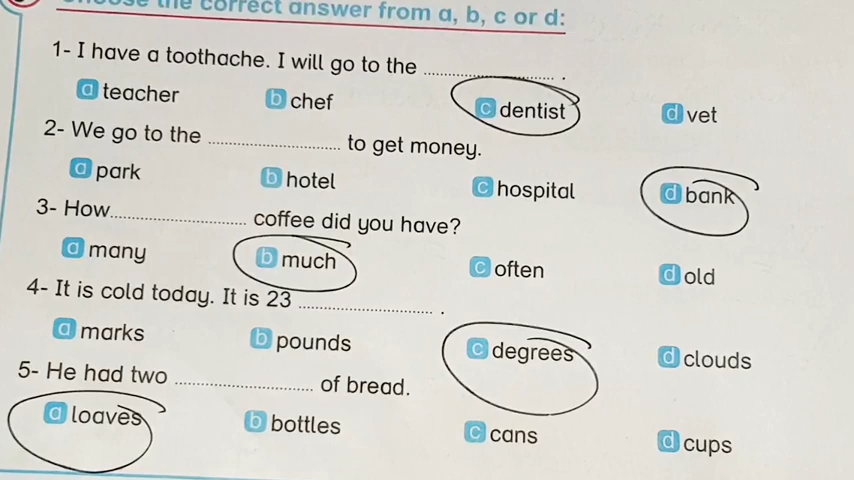 the correct answer from a, b, c or d:
1- I have a toothache. I will go to the .................... .
a teacher b chef c dentist d vet
2- We go to the .................... to get money.
a park b hotel c hospital d bank
3- How.................... coffee did you have?
a many b much c often d old
4- It is cold today. It is 23 .................... .
a marks b pounds c degrees d clouds
5- He had two .................... of bread.
a loaves b bottles c cans d cups